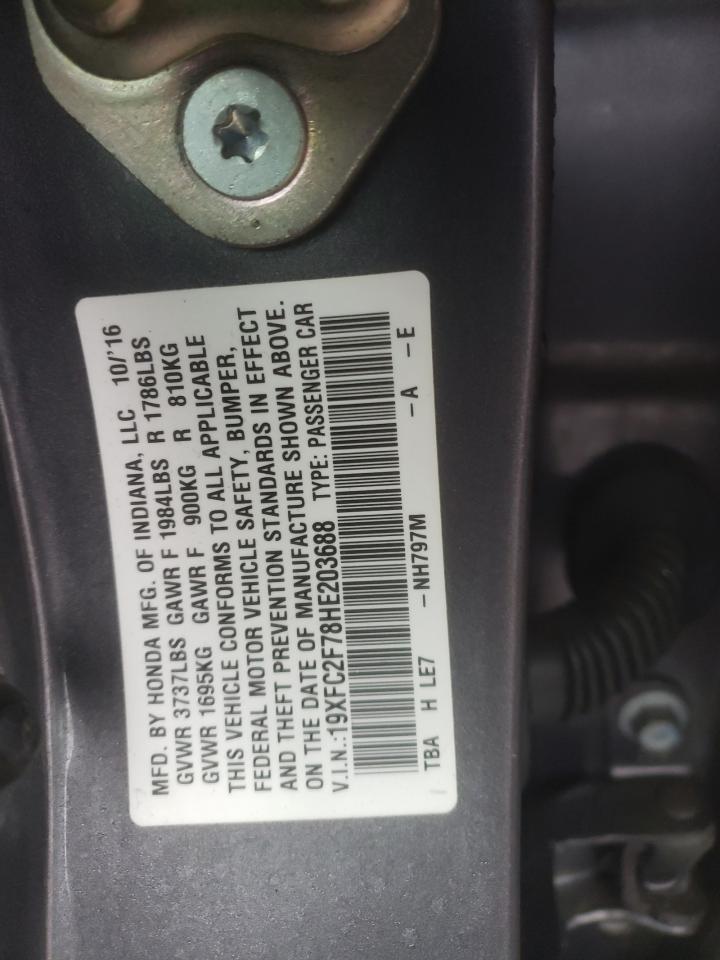 MFD. BY HONDA MFG. OF INDIANA, LLC 10/'16
GVWR 3737LBS GAWR F 1984LBS R 1786LBS
GVWR 1695KG GAWR F 900KG R 810KG
THIS VEHICLE CONFORMS TO ALL APPLICABLE
FEDERAL MOTOR VEHICLE SAFETY, BUMPER,
AND THEFT PREVENTION STANDARDS IN EFFECT
ON THE DATE OF MANUFACTURE SHOWN ABOVE.
V.I.N.:19XFC2F78HE203688 TYPE: PASSENGER CAR
TBA H LE7 -NH797M -A -E